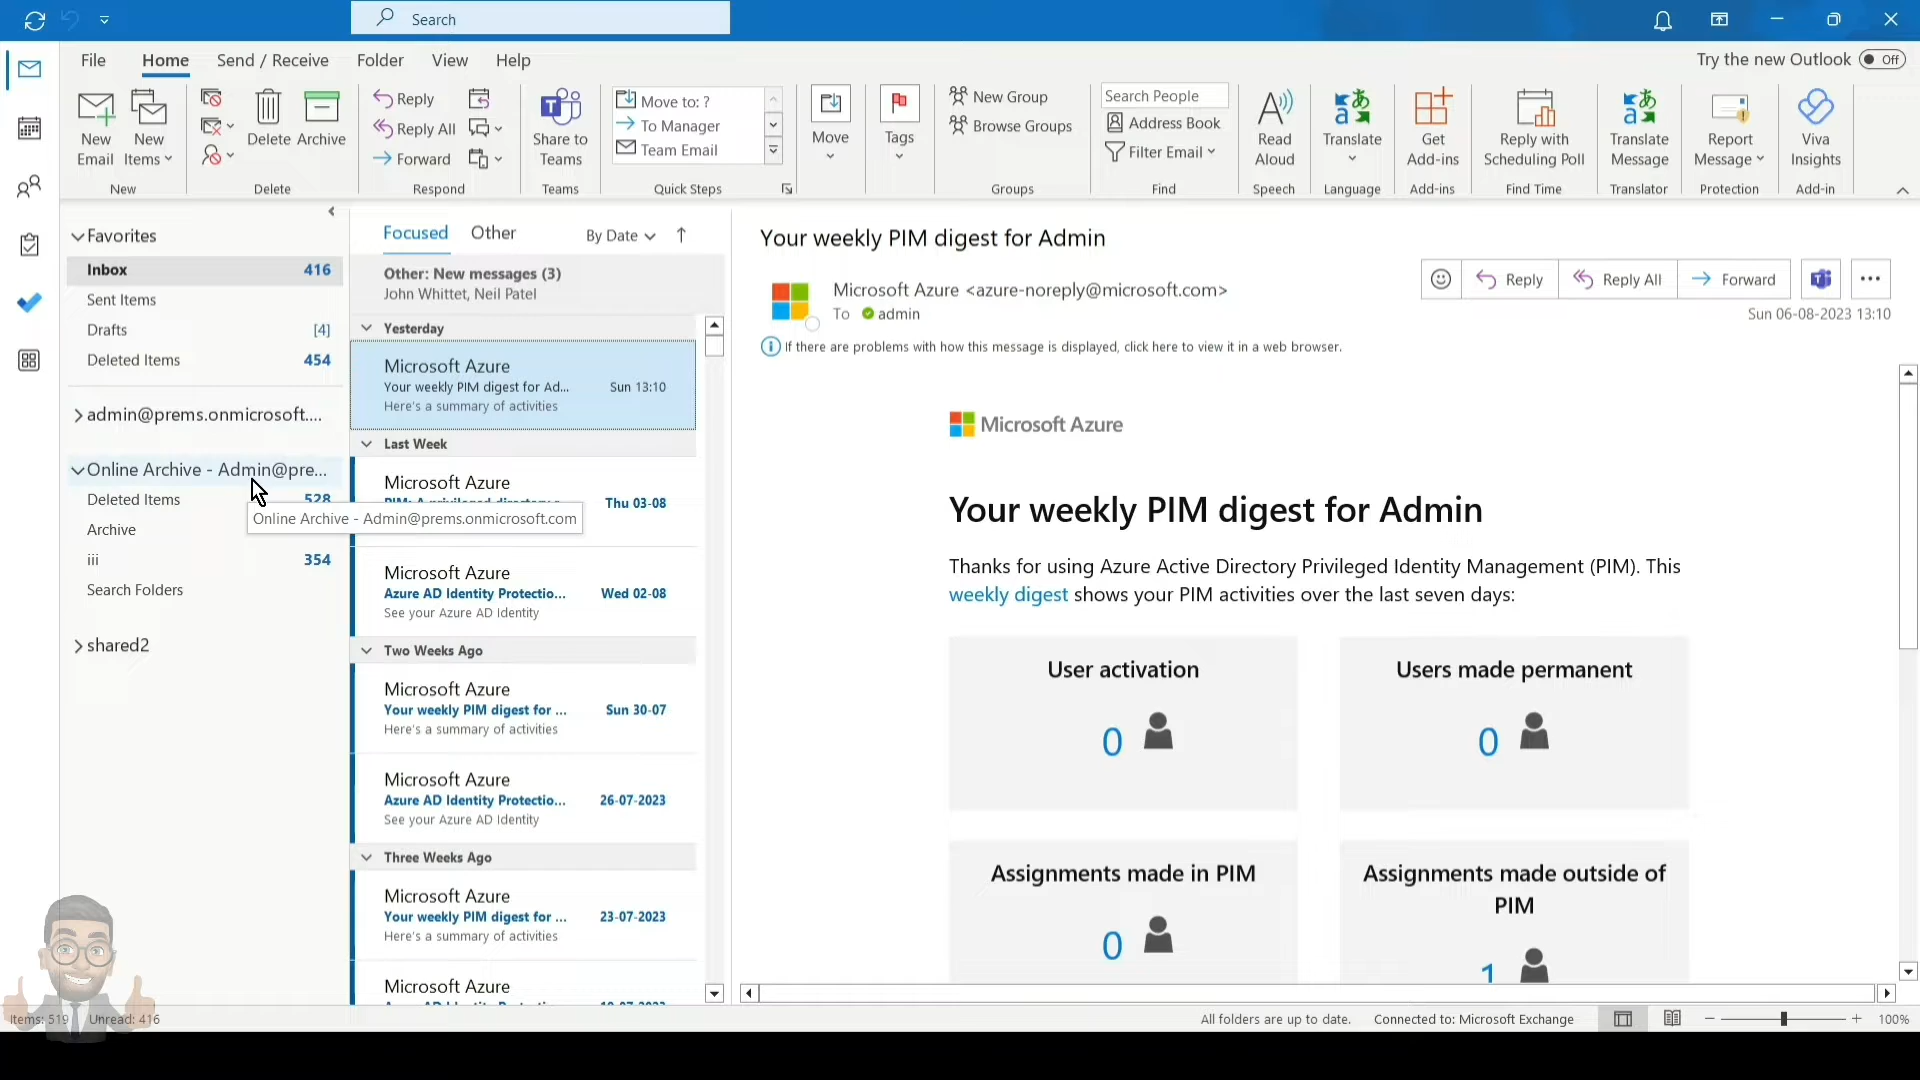 Search
File Home Send / Receive Folder View Help
Try the new Outlook Off
New Email
New Items
New
Delete
Archive
Delete
Reply
Reply All
Forward
Respond
Share to Teams
Teams
Move to: ?
To Manager
Team Email
Quick Steps
Move
Tags
New Group
Browse Groups
Groups
Search People
Address Book
Filter Email
Find
Read Aloud
Speech
Translate
Language
Get Add-ins
Add-ins
Reply with Scheduling Poll
Find Time
Translate Message
Translator
Report Message
Protection
Viva Insights
Add-in
Favorites
Inbox 416
Sent Items
Drafts [4]
Deleted Items 454
admin@prems.onmicrosoft....
Online Archive - Admin@pre...
Deleted Items 528
Online Archive - Admin@prems.onmicrosoft.com
Archive
iii 354
Search Folders
shared2
Focused Other By Date
Other: New messages (3)
John Whittet, Neil Patel
Yesterday
Microsoft Azure
Your weekly PIM digest for Ad... Sun 13:10
Here's a summary of activities
Last Week
Microsoft Azure
Thu 03-08
Microsoft Azure
Azure AD Identity Protectio... Wed 02-08
See your Azure AD Identity
Two Weeks Ago
Microsoft Azure
Your weekly PIM digest for ... Sun 30-07
Here's a summary of activities
Microsoft Azure
Azure AD Identity Protectio... 26-07-2023
See your Azure AD Identity
Three Weeks Ago
Microsoft Azure
Your weekly PIM digest for ... 23-07-2023
Here's a summary of activities
Microsoft Azure
Your weekly PIM digest for Admin
Microsoft Azure <azure-noreply@microsoft.com>
To admin
Reply Reply All Forward
Sun 06-08-2023 13:10
If there are problems with how this message is displayed, click here to view it in a web browser.
Microsoft Azure
Your weekly PIM digest for Admin
Thanks for using Azure Active Directory Privileged Identity Management (PIM). This
weekly digest shows your PIM activities over the last seven days:
User activation
0
Users made permanent
0
Assignments made in PIM
0
Assignments made outside of
PIM
1
Items: 519 Unread: 416
All folders are up to date. Connected to: Microsoft Exchange 100%